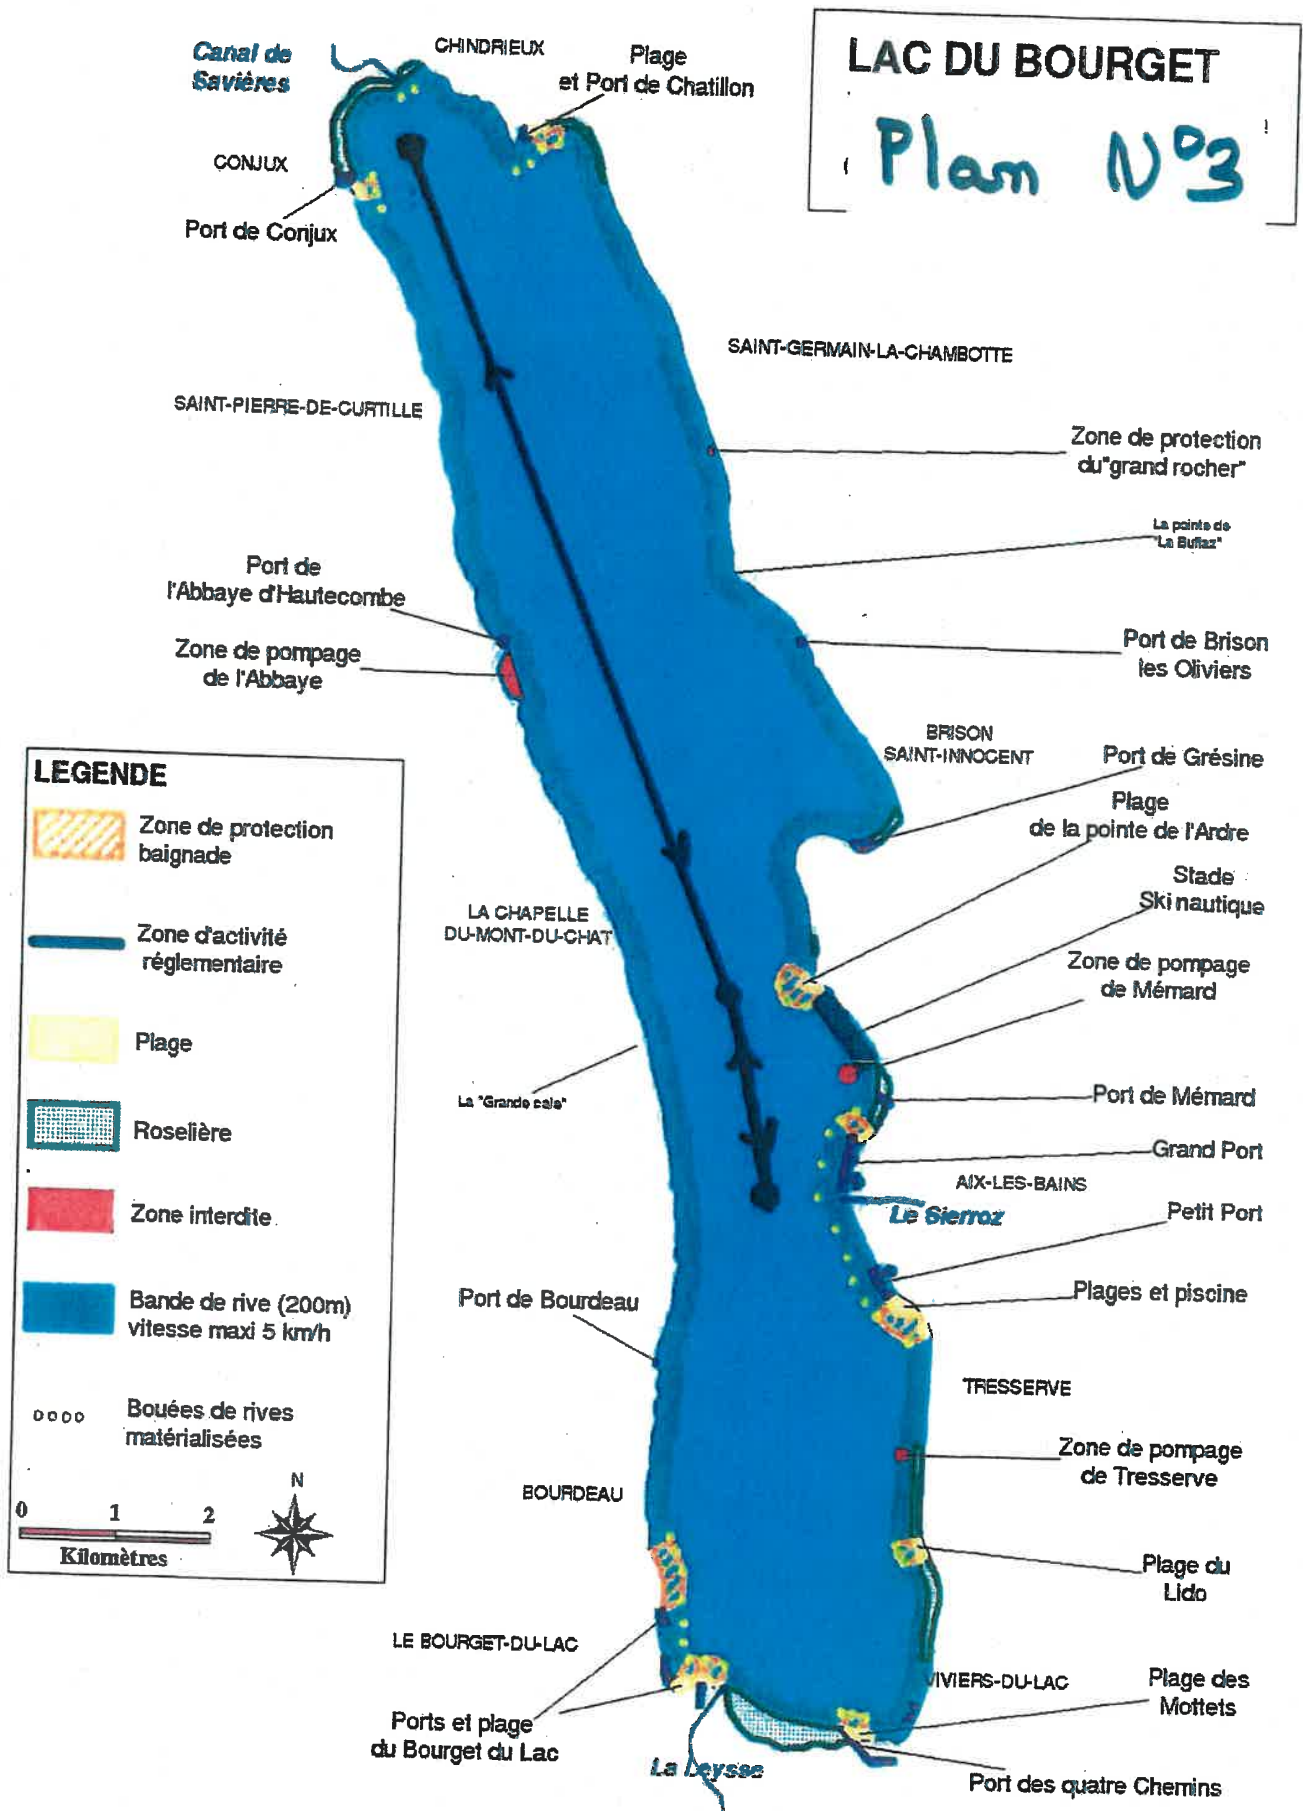 LAC DU BOURGET
Plan N°3
Canal de
Savières
CHINDRIEUX
Plage
et Port de Chatillon
CONJUX
Port de Conjux
SAINT-GERMAIN-LA-CHAMBOTTE
SAINT-PIERRE-DE-CURTILLE
Zone de protection
du"grand rocher"
La pointe de
"La Buffaz"
Port de
l'Abbaye d'Hautecombe
Port de Brison
les Oliviers
Zone de pompage
de l'Abbaye
BRISON
SAINT-INNOCENT
Port de Grésine
Plage
de la pointe de l'Ardre
Stade
Ski nautique
LA CHAPELLE
DU-MONT-DU-CHAT
Zone de pompage
de Mémard
La "Grande cale"
Port de Mémard
Grand Port
AIX-LES-BAINS
Le Sierroz
Petit Port
Plages et piscine
Port de Bourdeau
TRESSERVE
Zone de pompage
de Tresserve
BOURDEAU
Plage du
Lido
LE BOURGET-DU-LAC
VIVIERS-DU-LAC
Plage des
Mottets
Ports et plage
du Bourget du Lac
La Leysse
Port des quatre Chemins
LEGENDE
Zone de protection
baignade
Zone d'activité
réglementaire
Plage
Roselière
Zone interdite
Bande de rive (200m)
vitesse maxi 5 km/h
Bouées de rives
matérialisées
N
0 1 2
Kilomètres